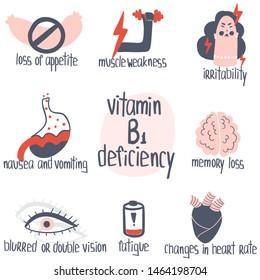 loss of appetite
muscle weakness
irritability
vitamin
B1
deficiency
nausea and vomiting
memory loss
blurred or double vision
fatigue
changes in heart rate
shutterstock.com · 1464198704